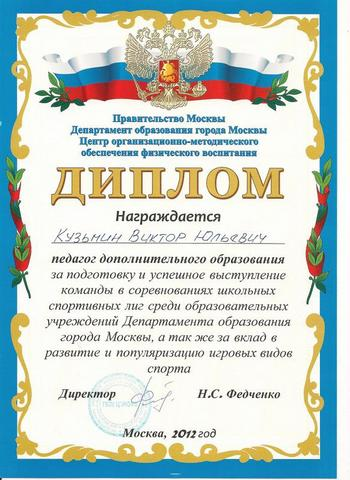 Правительство Москвы
Департамент образования города Москвы
Центр организационно-методического
обеспечения физического воспитания
ДИПЛОМ
Награждается
Кузьмин Виктор Юльевич
педагог дополнительного образования
за подготовку и успешное выступление
команды в соревнованиях школьных
спортивных лиг среди образовательных
учреждений Департамента образования
города Москвы, а так же за вклад в
развитие и популяризацию игровых видов
спорта
Директор Н.С. Федченко
Москва, 2012 год